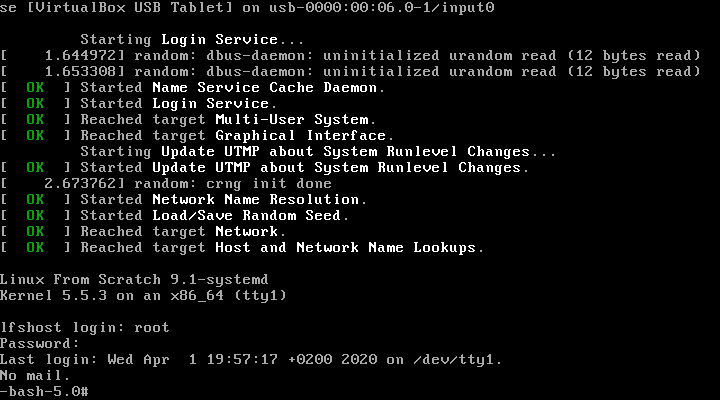 se [VirtualBox USB Tablet] on usb-0000:00:06.0-1/input0
Starting Login Service...
[    1.644972] random: dbus-daemon: uninitialized urandom read (12 bytes read)
[    1.653308] random: dbus-daemon: uninitialized urandom read (12 bytes read)
[  OK  ] Started Name Service Cache Daemon.
[  OK  ] Started Login Service.
[  OK  ] Reached target Multi-User System.
[  OK  ] Reached target Graphical Interface.
Starting Update UTMP about System Runlevel Changes...
[  OK  ] Started Update UTMP about System Runlevel Changes.
[    2.673762] random: crng init done
[  OK  ] Started Network Name Resolution.
[  OK  ] Started Load/Save Random Seed.
[  OK  ] Reached target Network.
[  OK  ] Reached target Host and Network Name Lookups.
Linux From Scratch 9.1-systemd
Kernel 5.5.3 on an x86_64 (tty1)
lfshost login: root
Password:
Last login: Wed Apr  1 19:57:17 +0200 2020 on /dev/tty1.
No mail.
-bash-5.0#